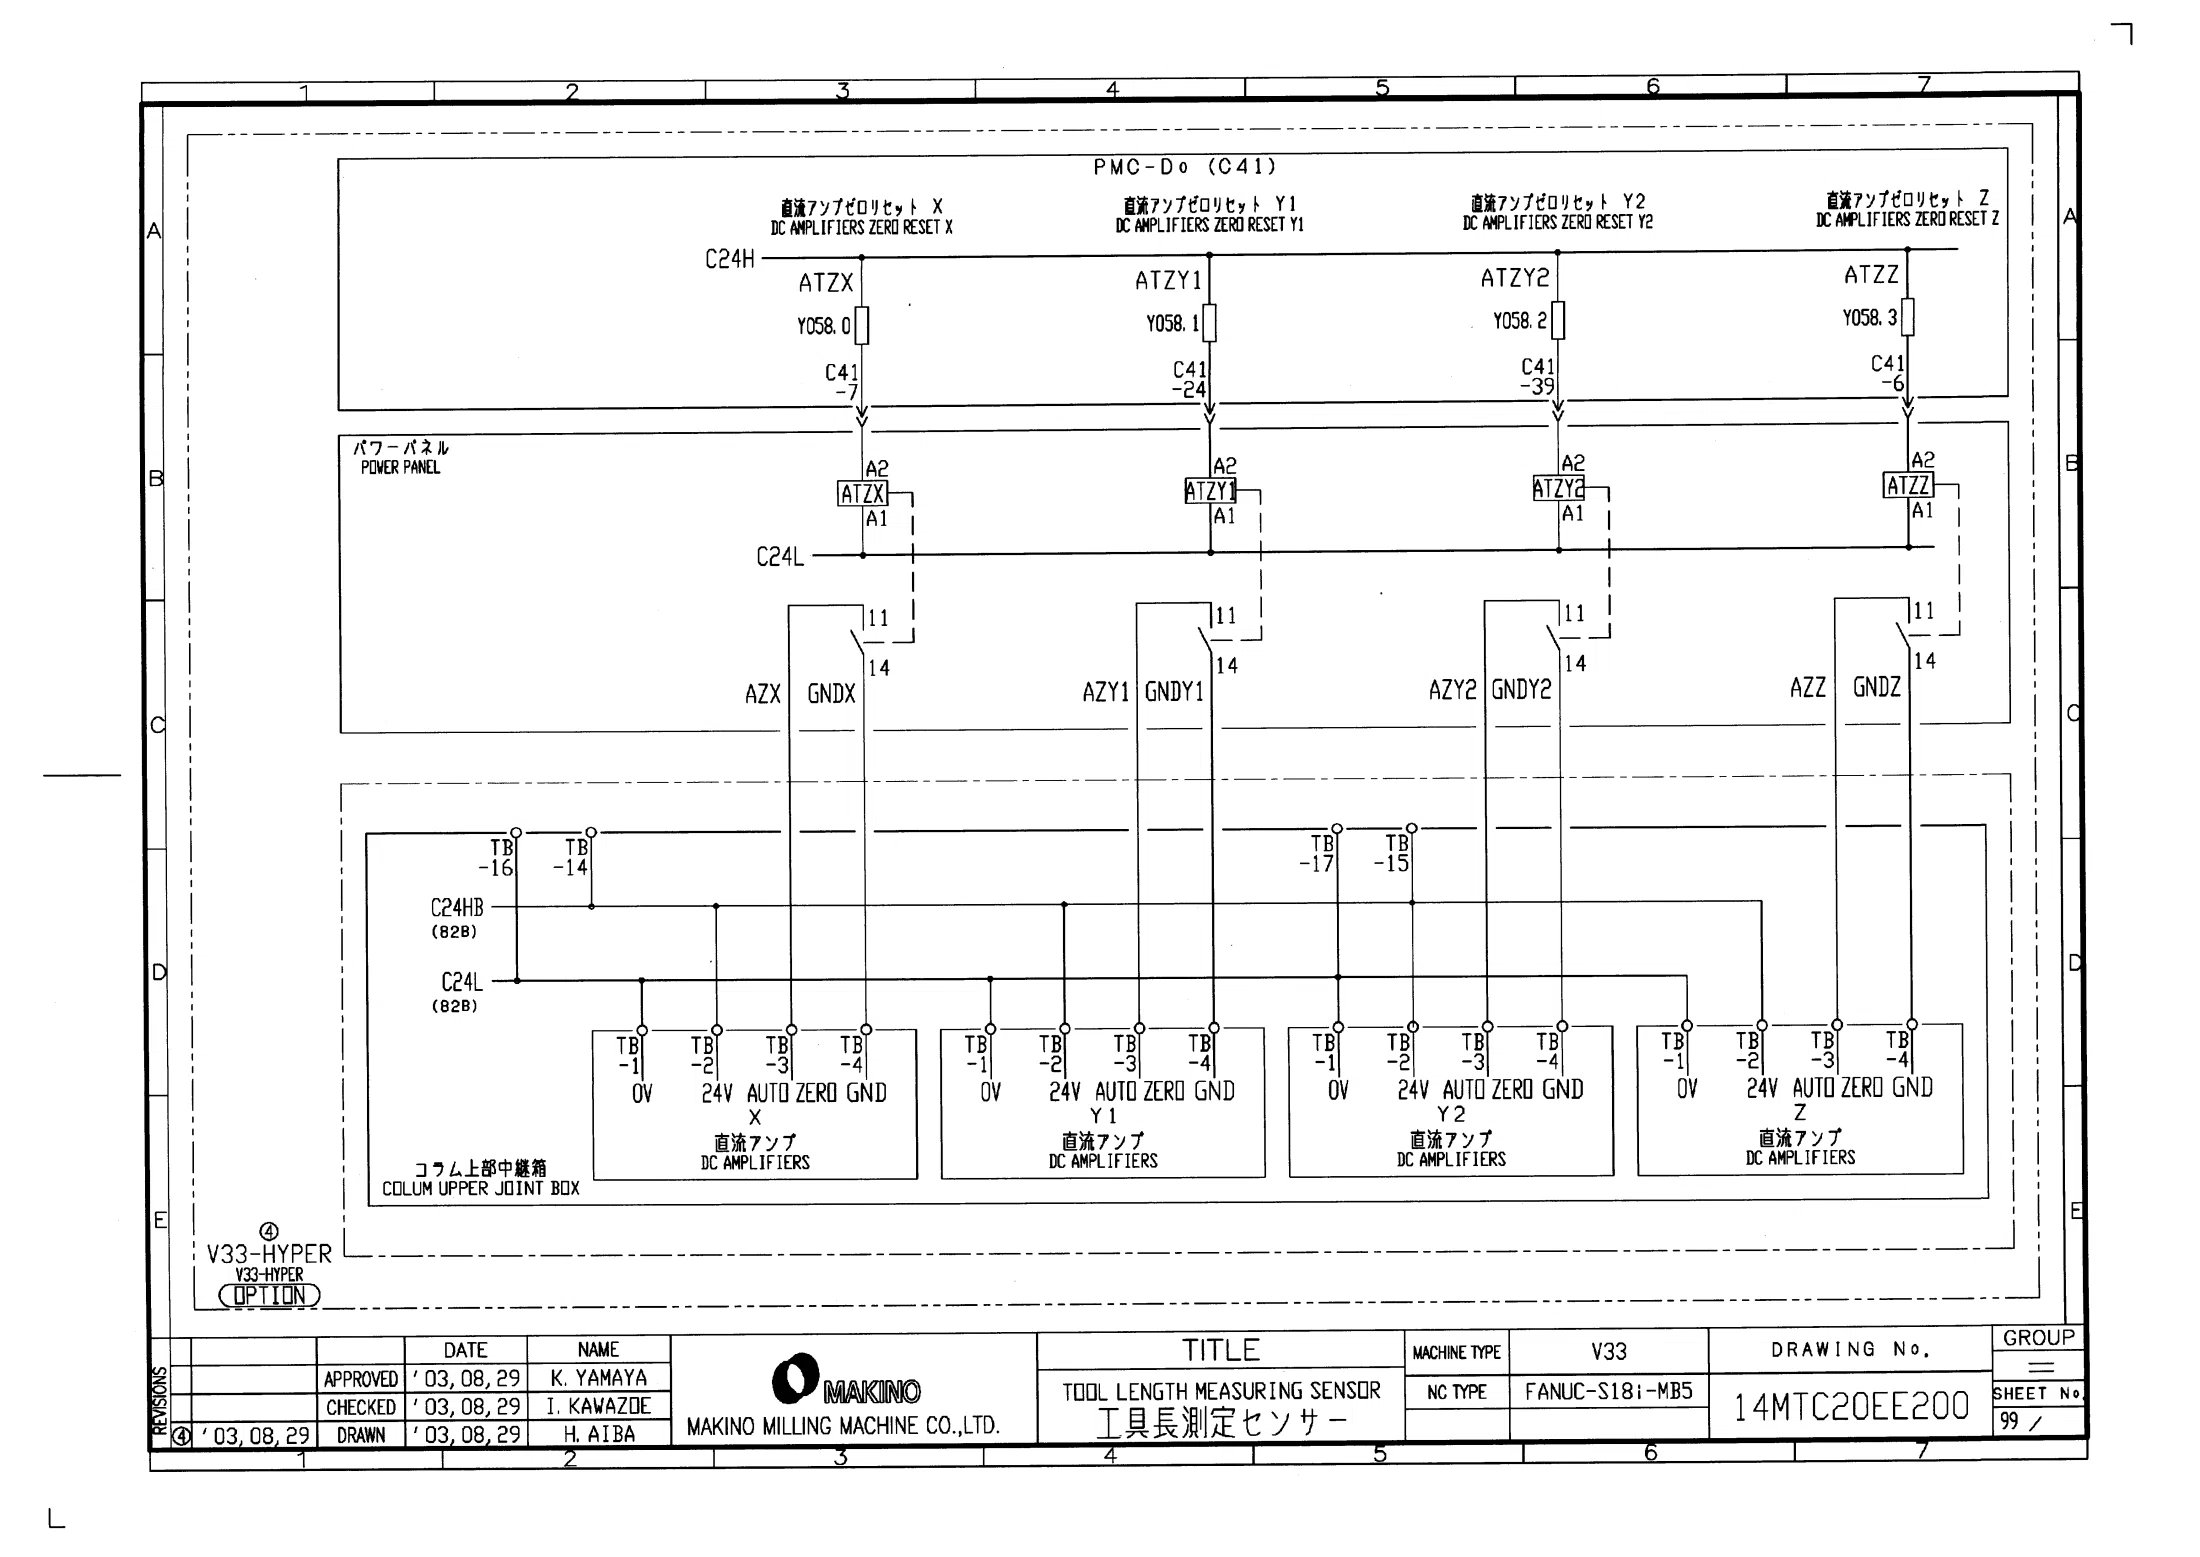 1 2 3 4 5 6 7
PMC-Do (C41)
直流アンプゼロリセット X
DC AMPLIFIERS ZERO RESET X
直流アンプゼロリセット Y1
DC AMPLIFIERS ZERO RESET Y1
直流アンプゼロリセット Y2
DC AMPLIFIERS ZERO RESET Y2
直流アンプゼロリセット Z
DC AMPLIFIERS ZERO RESET Z
A A
C24H
ATZX ATZY1 ATZY2 ATZZ
Y058.0 Y058.1 Y058.2 Y058.3
C41 C41 C41 C41
-7 -24 -39 -6
パワーパネル
POWER PANEL
B B
A2 A2 A2 A2
ATZX ATZY1 ATZY2 ATZZ
A1 A1 A1 A1
C24L
11 11 11 11
14 14 14 14
AZX GNDX AZY1 GNDY1 AZY2 GNDY2 AZZ GNDZ
C C
TB TB TB TB
-16 -14 -17 -15
C24HB
(82B)
D D
C24L
(82B)
TB TB TB TB TB TB TB TB TB TB TB TB TB TB TB TB
-1 -2 -3 -4 -1 -2 -3 -4 -1 -2 -3 -4 -1 -2 -3 -4
0V 24V AUTO ZERO GND 0V 24V AUTO ZERO GND 0V 24V AUTO ZERO GND 0V 24V AUTO ZERO GND
X Y1 Y2 Z
直流アンプ 直流アンプ 直流アンプ 直流アンプ
DC AMPLIFIERS DC AMPLIFIERS DC AMPLIFIERS DC AMPLIFIERS
コラム上部中継箱
COLUM UPPER JOINT BOX
E E
④
V33-HYPER
V33-HYPER
OPTION
REVISIONS
④ '03,08,29
DATE NAME
APPROVED '03,08,29 K. YAMAYA
CHECKED '03,08,29 I. KAWAZOE
DRAWN '03,08,29 H. AIBA
MAKINO
MAKINO MILLING MACHINE CO.,LTD.
TITLE
TOOL LENGTH MEASURING SENSOR
工具長測定センサー
MACHINE TYPE V33
NC TYPE FANUC-S18i-MB5
DRAWING No.
14MTC20EE200
GROUP
=
SHEET No.
99 /
1 2 3 4 5 6 7